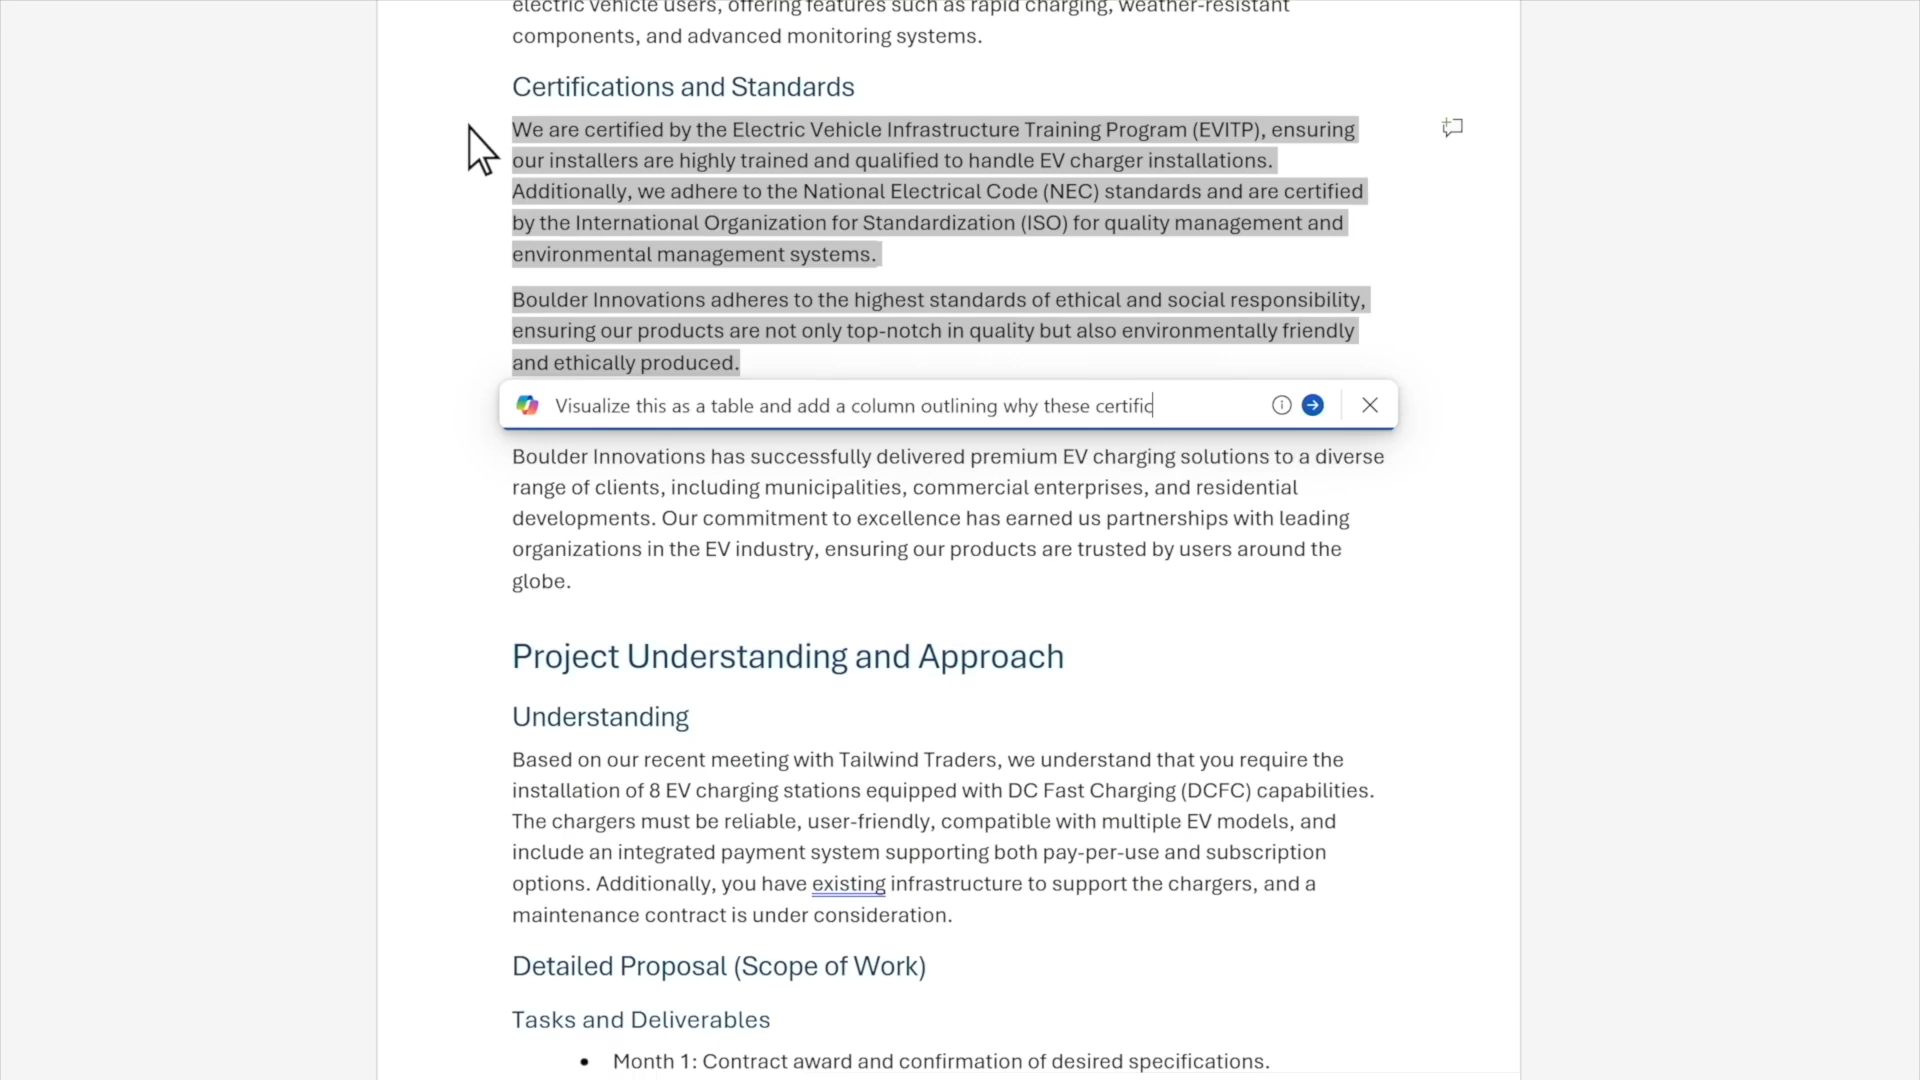 electric vehicle users, offering features such as rapid charging, weather-resistant
components, and advanced monitoring systems.
Certifications and Standards
We are certified by the Electric Vehicle Infrastructure Training Program (EVITP), ensuring
our installers are highly trained and qualified to handle EV charger installations.
Additionally, we adhere to the National Electrical Code (NEC) standards and are certified
by the International Organization for Standardization (ISO) for quality management and
environmental management systems.
Boulder Innovations adheres to the highest standards of ethical and social responsibility,
ensuring our products are not only top-notch in quality but also environmentally friendly
and ethically produced.
Visualize this as a table and add a column outlining why these certific
Boulder Innovations has successfully delivered premium EV charging solutions to a diverse
range of clients, including municipalities, commercial enterprises, and residential
developments. Our commitment to excellence has earned us partnerships with leading
organizations in the EV industry, ensuring our products are trusted by users around the
globe.
Project Understanding and Approach
Understanding
Based on our recent meeting with Tailwind Traders, we understand that you require the
installation of 8 EV charging stations equipped with DC Fast Charging (DCFC) capabilities.
The chargers must be reliable, user-friendly, compatible with multiple EV models, and
include an integrated payment system supporting both pay-per-use and subscription
options. Additionally, you have existing infrastructure to support the chargers, and a
maintenance contract is under consideration.
Detailed Proposal (Scope of Work)
Tasks and Deliverables
• Month 1: Contract award and confirmation of desired specifications.